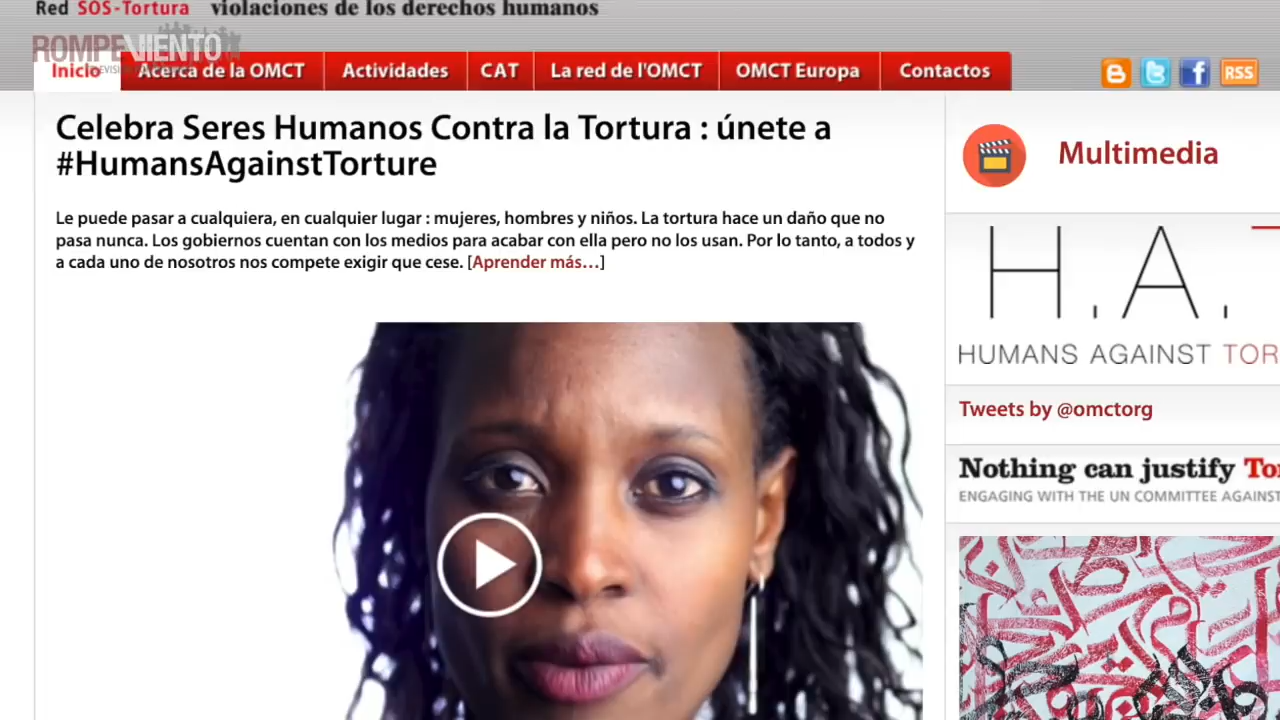 Red SOS-Tortura violaciones de los derechos humanos
ROMPEVIENTO
Inicio Acerca de la OMCT Actividades CAT La red de l'OMCT OMCT Europa Contactos
RSS
Celebra Seres Humanos Contra la Tortura : únete a
#HumansAgainstTorture
Le puede pasar a cualquiera, en cualquier lugar : mujeres, hombres y niños. La tortura hace un daño que no
pasa nunca. Los gobiernos cuentan con los medios para acabar con ella pero no los usan. Por lo tanto, a todos y
a cada uno de nosotros nos compete exigir que cese. [Aprender más…]
Multimedia
H.A.
HUMANS AGAINST TOR
Tweets by @omctorg
Nothing can justify To
ENGAGING WITH THE UN COMMITTEE AGAINST